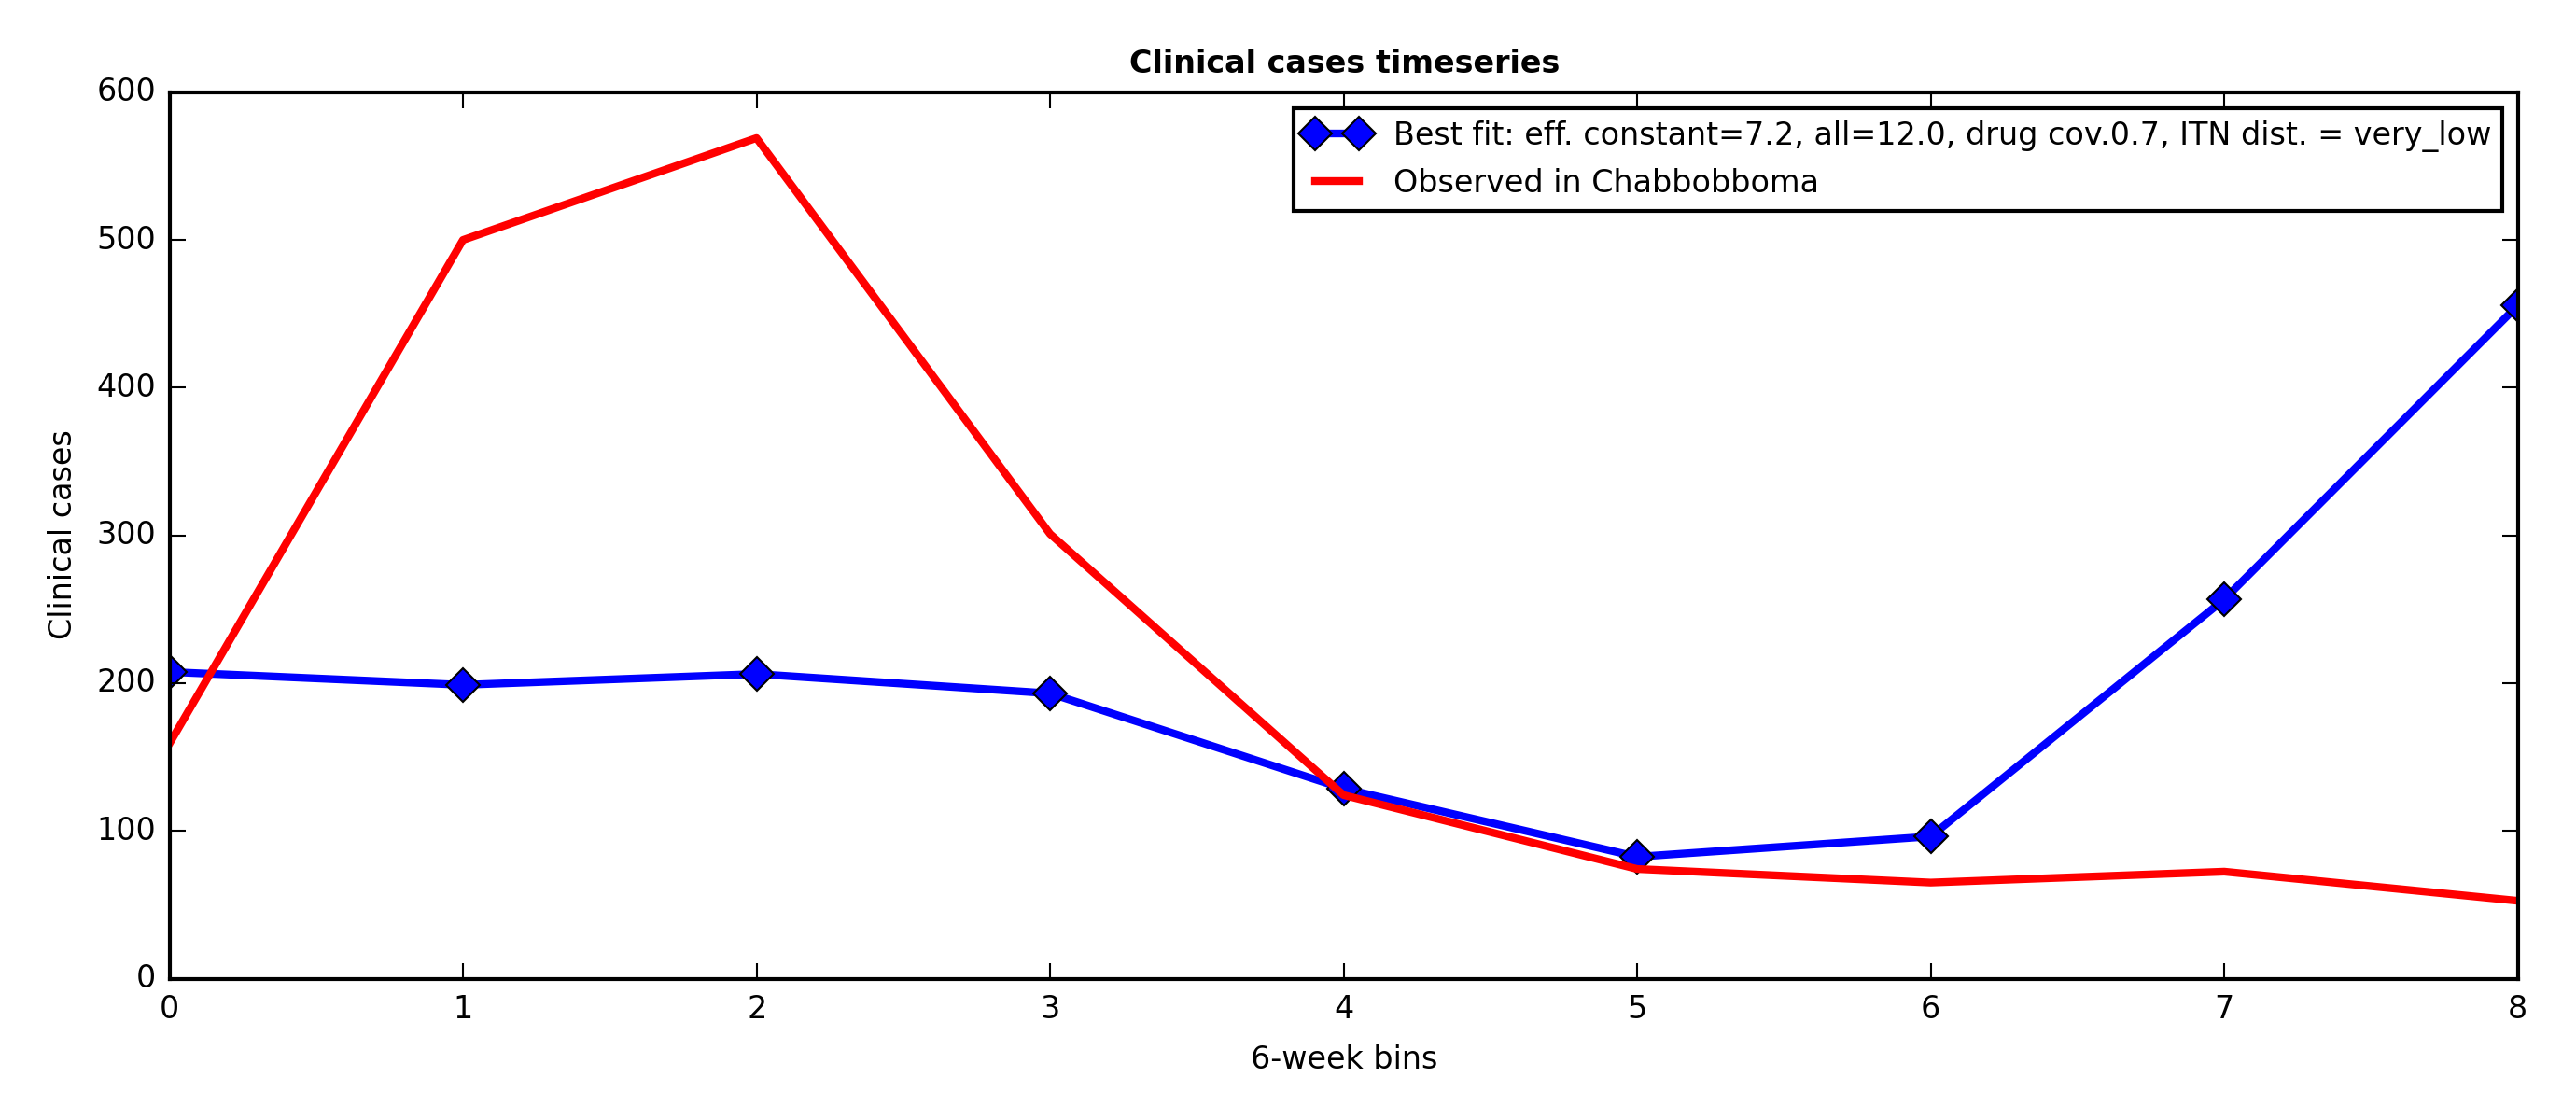 Clinical cases timeseries
600
500
400
300
200
100
0
Clinical cases
Best fit: eff. constant=7.2, all=12.0, drug cov.0.7, ITN dist. = very_low
Observed in Chabbobboma
0 1 2 3 4 5 6 7 8
6-week bins